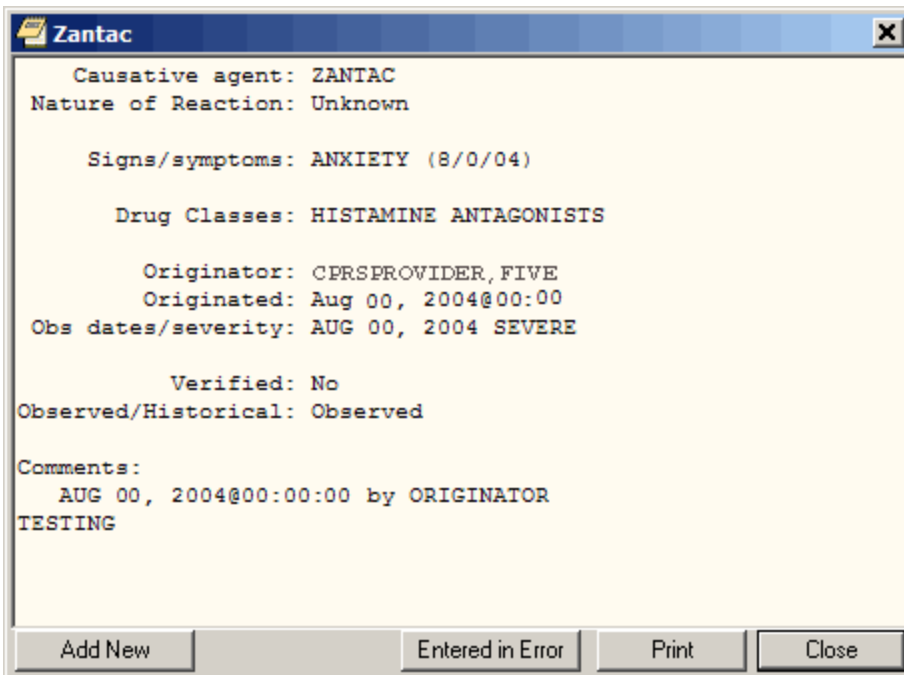 Zantac
Causative agent: ZANTAC
Nature of Reaction: Unknown
Signs/symptoms: ANXIETY (8/0/04)
Drug Classes: HISTAMINE ANTAGONISTS
Originator: CPRSPROVIDER,FIVE
Originated: Aug 00, 2004@00:00
Obs dates/severity: AUG 00, 2004 SEVERE
Verified: No
Observed/Historical: Observed
Comments:
AUG 00, 2004@00:00:00 by ORIGINATOR
TESTING
Add New Entered in Error Print Close